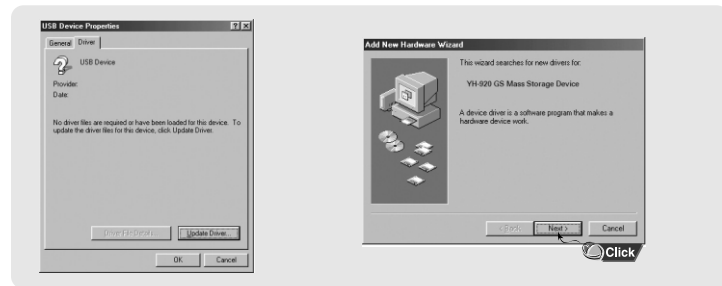 USB Device Properties
General Driver
USB Device
Provider:
Date:
No driver files are required or have been loaded for this device. To
update the driver files for this device, click Update Driver.
Driver File Details...
Update Driver...
OK Cancel
Add New Hardware Wizard
This wizard searches for new drivers for:
YH-920 GS Mass Storage Device
A device driver is a software program that makes a
hardware device work.
< Back Next > Cancel
Click